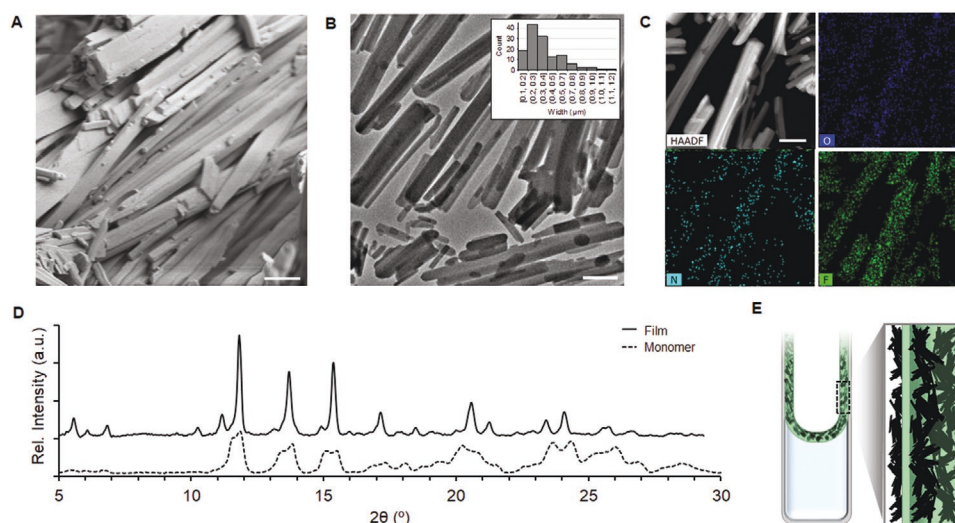 A
B
Count
40
30
20
10
0
[0.1, 0.2]
(0.2, 0.3]
(0.3, 0.4]
(0.4, 0.5]
(0.5, 0.7]
(0.7, 0.8]
(0.8, 0.9]
(0.9, 1.0]
(1.0, 1.1]
(1.1, 1.2]
Width (µm)
C
HAADF
O
N
F
D
Film
Monomer
Rel. Intensity (a.u.)
5
10
15
20
25
30
2θ (º)
E